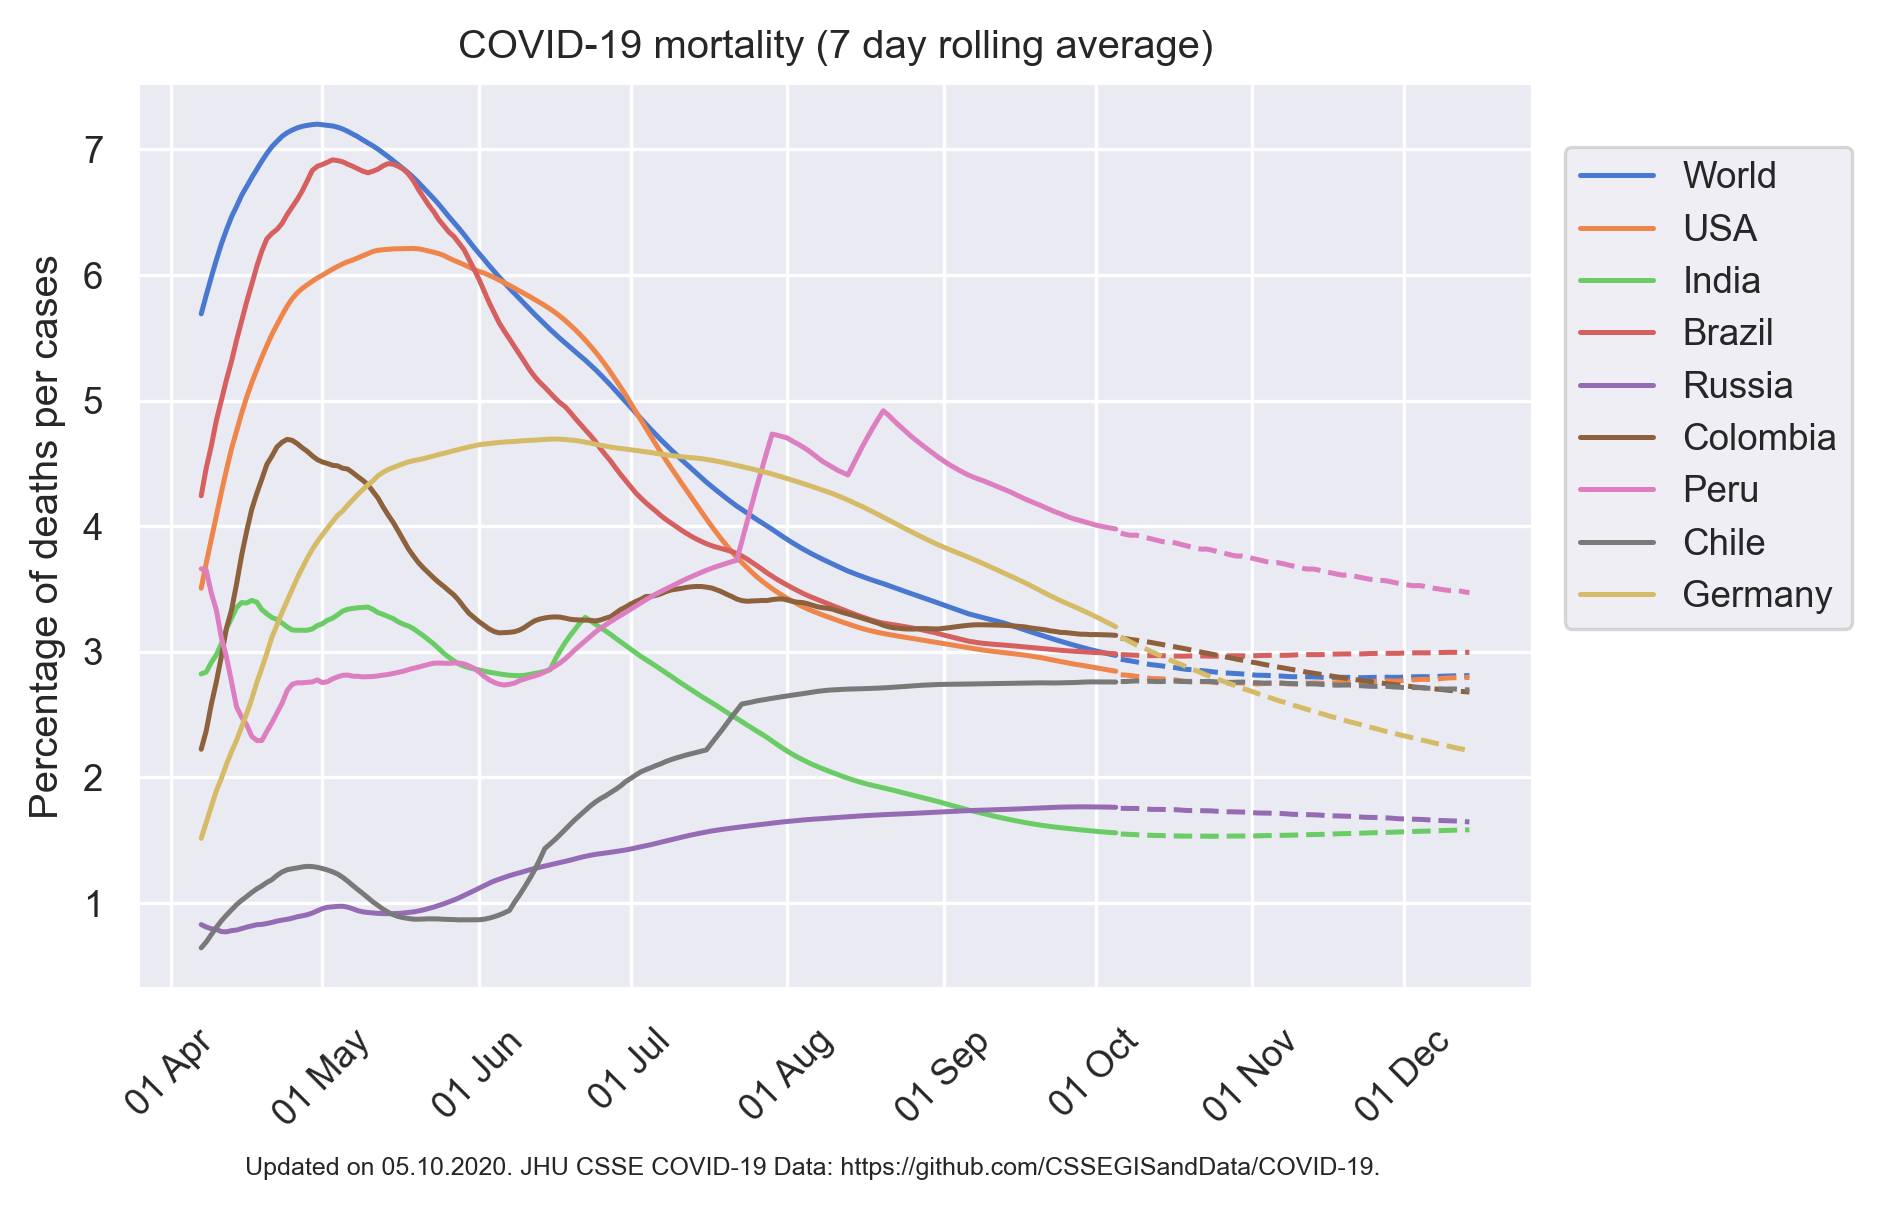 COVID-19 mortality (7 day rolling average)
Percentage of deaths per cases
7
6
5
4
3
2
1
01 Apr
01 May
01 Jun
01 Jul
01 Aug
01 Sep
01 Oct
01 Nov
01 Dec
World
USA
India
Brazil
Russia
Colombia
Peru
Chile
Germany
Updated on 05.10.2020. JHU CSSE COVID-19 Data: https://github.com/CSSEGISandData/COVID-19.